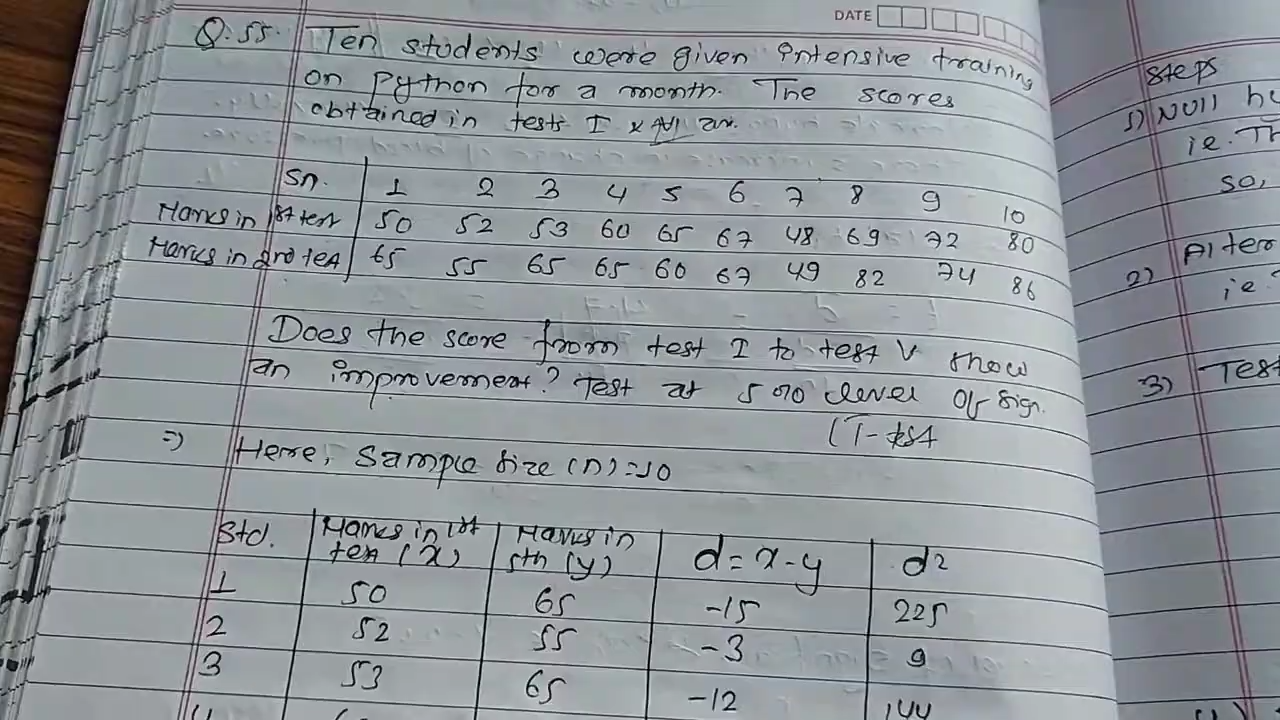 DATE
Q.55. Ten students were given intensive training
on Python for a month. The scores
obtained in tests I & VI are.
Sn. 1 2 3 4 5 6 7 8 9 10
Marks in 1st test 50 52 53 60 65 67 48 69 72 80
Marks in test 65 55 65 65 60 67 49 82 74 86
Does the score from test I to test V show
an improvement? Test at 5% level of sign.
(T-test
=> Here, Sample size (n)=10
Std. Marks in 1st test (x) Marks in 5th (y) d=x-y d²
1 50 65 -15 225
2 52 55 -3 9
3 53 65 -12 144
Steps
1) Null
ie.
so,
2) Alter
ie.
3) Test